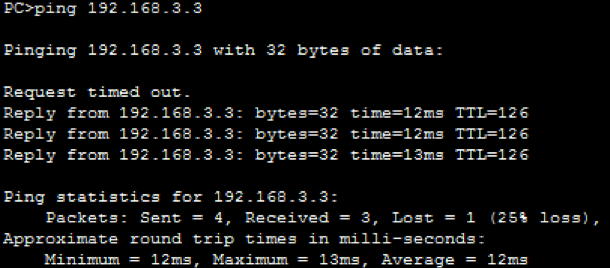 PC>ping 192.168.3.3
Pinging 192.168.3.3 with 32 bytes of data:
Request timed out.
Reply from 192.168.3.3: bytes=32 time=12ms TTL=126
Reply from 192.168.3.3: bytes=32 time=12ms TTL=126
Reply from 192.168.3.3: bytes=32 time=13ms TTL=126
Ping statistics for 192.168.3.3:
    Packets: Sent = 4, Received = 3, Lost = 1 (25% loss),
Approximate round trip times in milli-seconds:
    Minimum = 12ms, Maximum = 13ms, Average = 12ms